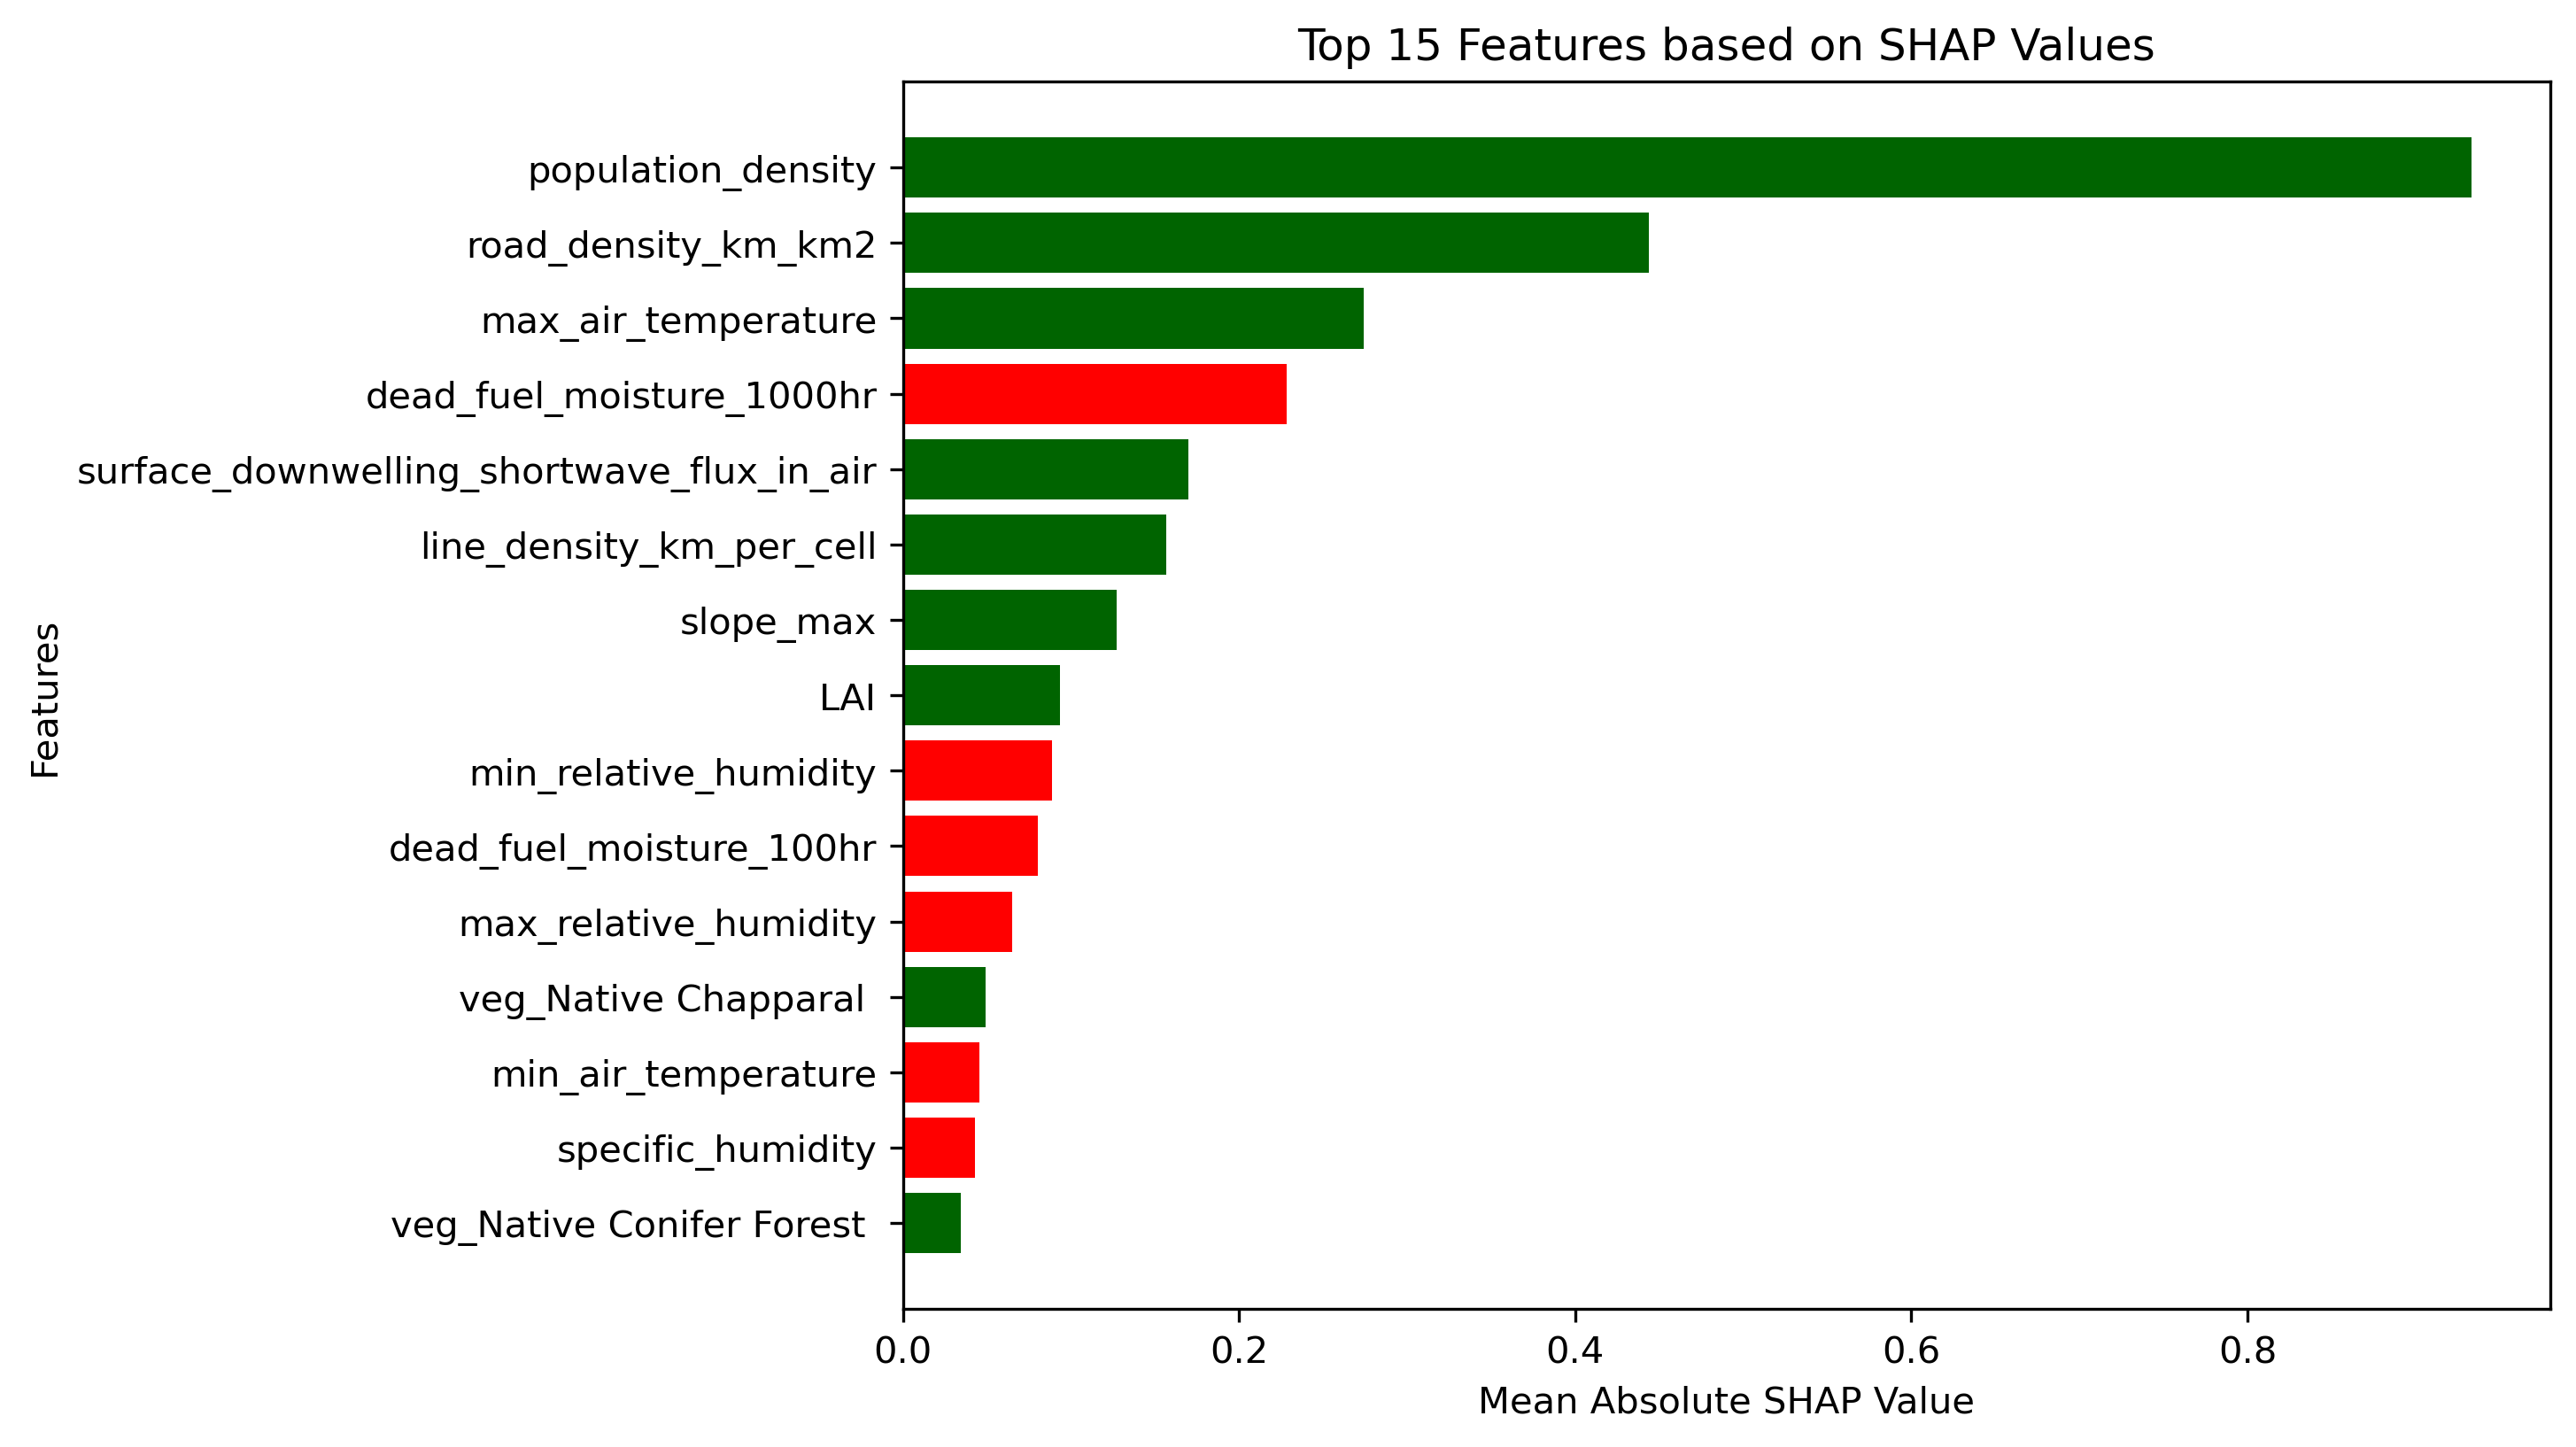 Top 15 Features based on SHAP Values
population_density
road_density_km_km2
max_air_temperature
dead_fuel_moisture_1000hr
surface_downwelling_shortwave_flux_in_air
line_density_km_per_cell
slope_max
LAI
min_relative_humidity
dead_fuel_moisture_100hr
max_relative_humidity
veg_Native Chapparal
min_air_temperature
specific_humidity
veg_Native Conifer Forest
Features
0.0 0.2 0.4 0.6 0.8
Mean Absolute SHAP Value